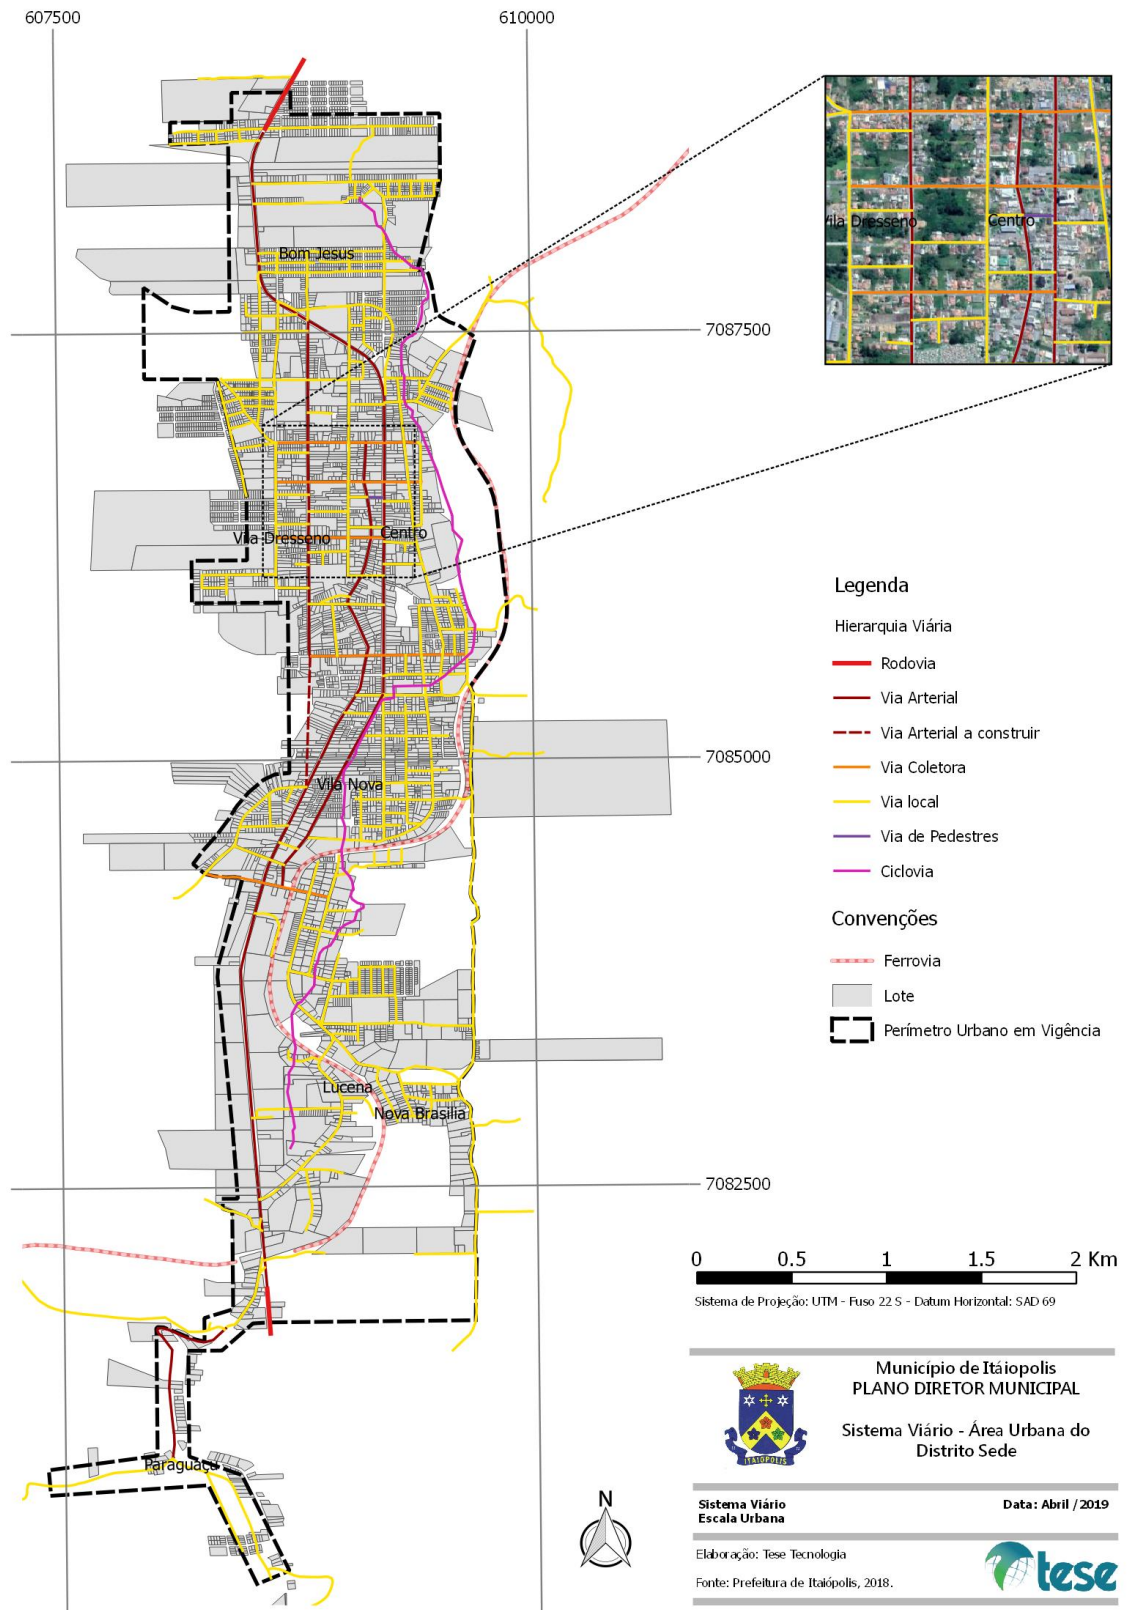 607500
610000
Vila Dresseno
Centro
Bom Jesus
7087500
Vila Dresseno
Centro
Legenda
Hierarquia Viária
Rodovia
Via Arterial
Via Arterial a construir
Via Coletora
Via local
Via de Pedestres
Ciclovia
Convenções
Ferrovia
Lote
Perímetro Urbano em Vigência
7085000
Vila Nova
Lucena
Nova Brasilia
7082500
0 0.5 1 1.5 2 Km
Sistema de Projeção: UTM - Fuso 22 S - Datum Horizontal: SAD 69
Município de Itáiopolis
PLANO DIRETOR MUNICIPAL
Sistema Viário - Área Urbana do
Distrito Sede
ITAIÓPOLIS
Paraguaçu
N
Sistema Viário
Escala Urbana
Data: Abril /2019
Elaboração: Tese Tecnologia
Fonte: Prefeitura de Itaiópolis, 2018.
tese